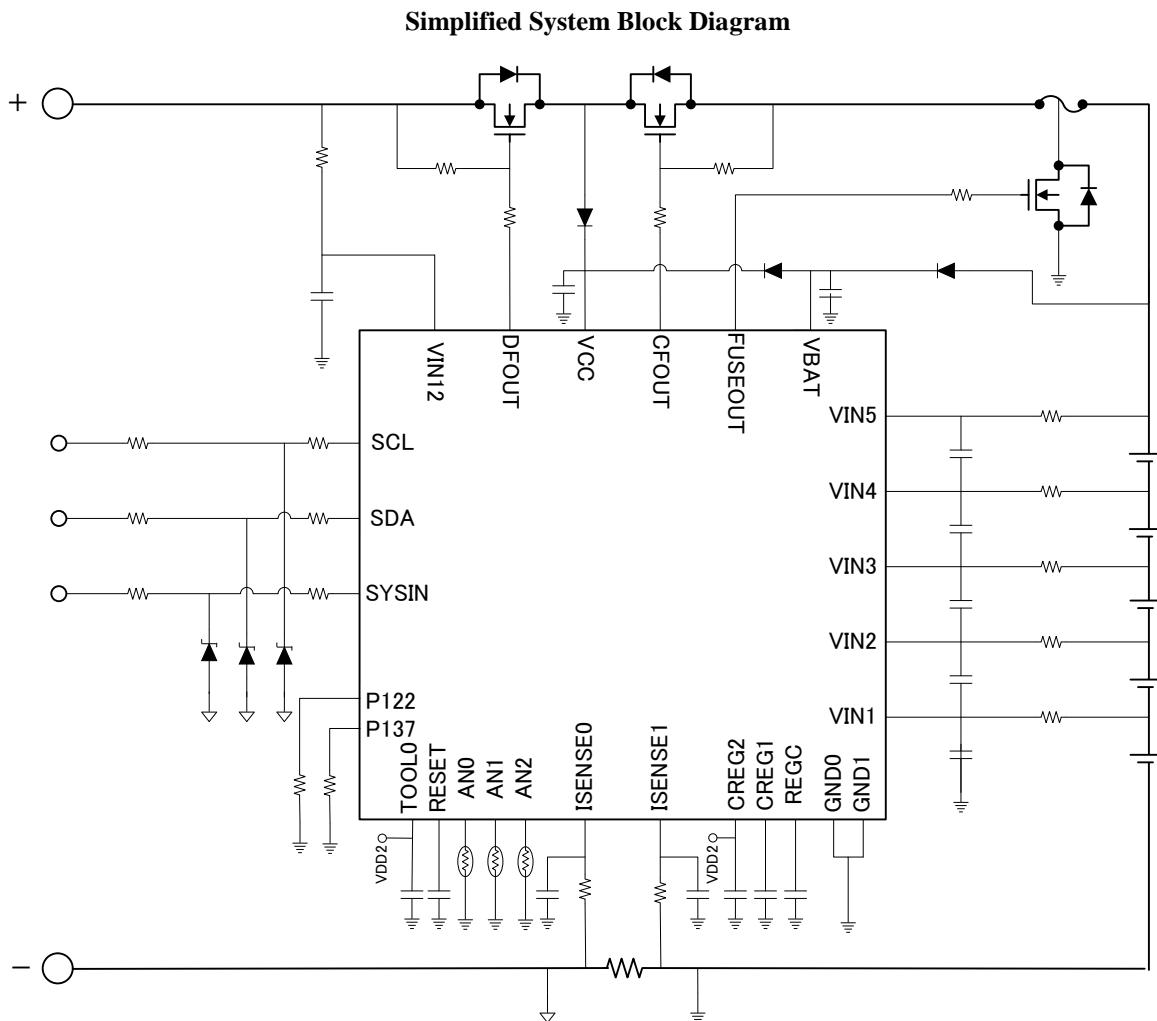 Simplified System Block Diagram
+
VIN12
DFOUT
VCC
CFOUT
FUSEOUT
VBAT
SCL
SDA
SYSIN
P122
P137
VIN5
VIN4
VIN3
VIN2
VIN1
TOOL0
RESET
AN0
AN1
AN2
ISENSE0
ISENSE1
CREG2
CREG1
REGC
GND0
GND1
VDD2
VDD2
−